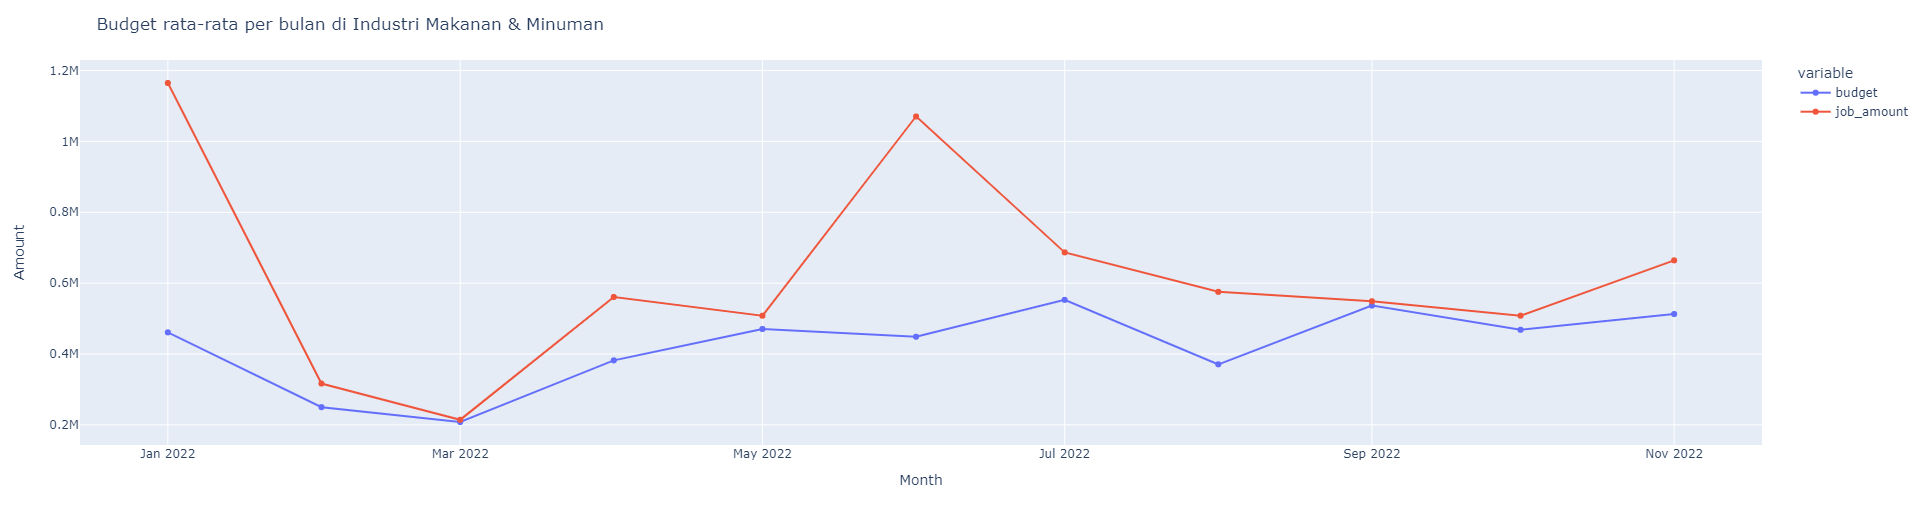 Budget rata-rata per bulan di Industri Makanan & Minuman
variable
budget
job_amount
Amount
1.2M
1M
0.8M
0.6M
0.4M
0.2M
Jan 2022
Mar 2022
May 2022
Jul 2022
Sep 2022
Nov 2022
Month